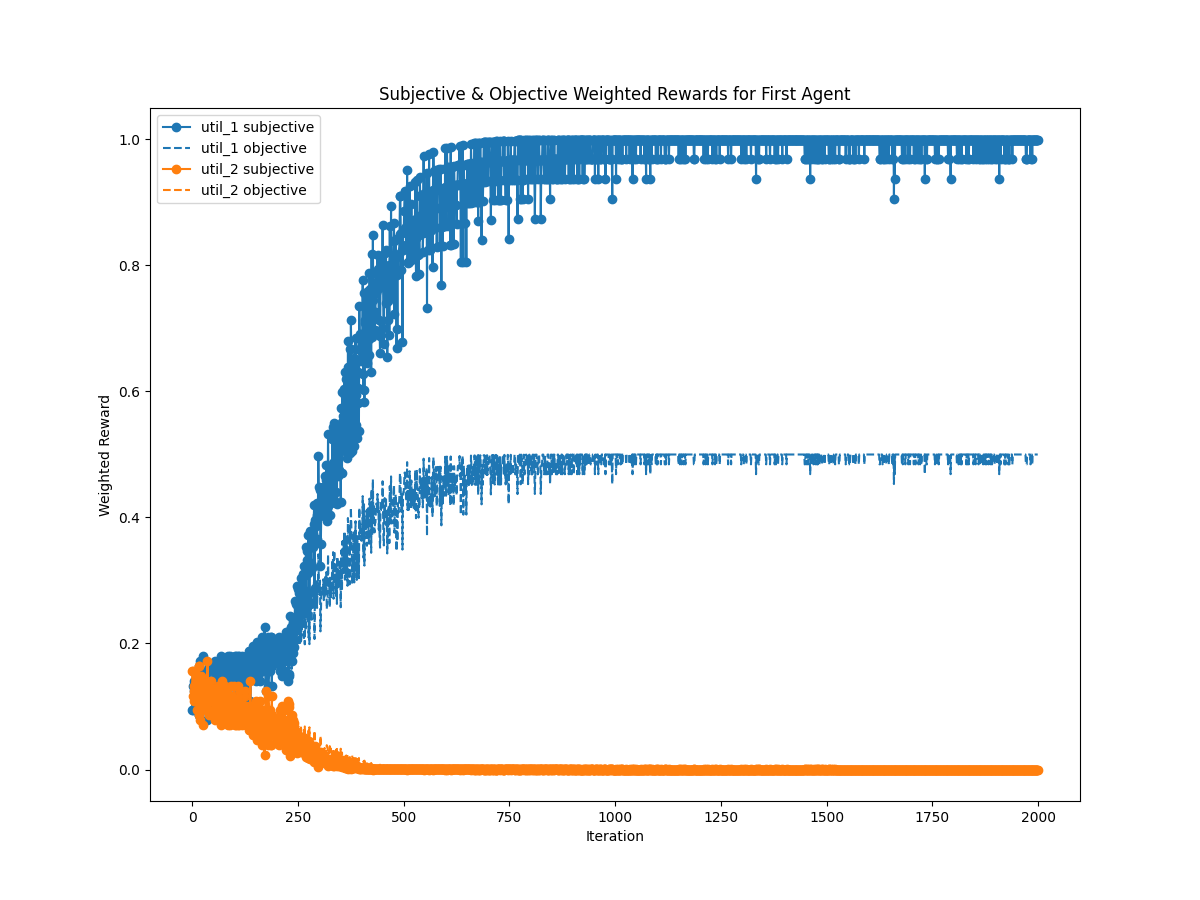 Subjective & Objective Weighted Rewards for First Agent
util_1 subjective
util_1 objective
util_2 subjective
util_2 objective
Weighted Reward
1.0
0.8
0.6
0.4
0.2
0.0
0 250 500 750 1000 1250 1500 1750 2000
Iteration